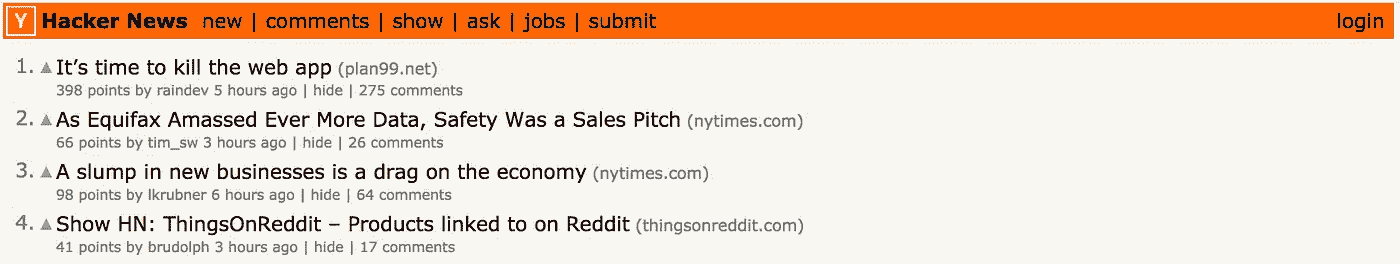 Y Hacker News new | comments | show | ask | jobs | submit login
1. ▲ It’s time to kill the web app (plan99.net)
398 points by raindev 5 hours ago | hide | 275 comments
2. ▲ As Equifax Amassed Ever More Data, Safety Was a Sales Pitch (nytimes.com)
66 points by tim_sw 3 hours ago | hide | 26 comments
3. ▲ A slump in new businesses is a drag on the economy (nytimes.com)
98 points by lkrubner 6 hours ago | hide | 64 comments
4. ▲ Show HN: ThingsOnReddit – Products linked to on Reddit (thingsonreddit.com)
41 points by brudolph 3 hours ago | hide | 17 comments